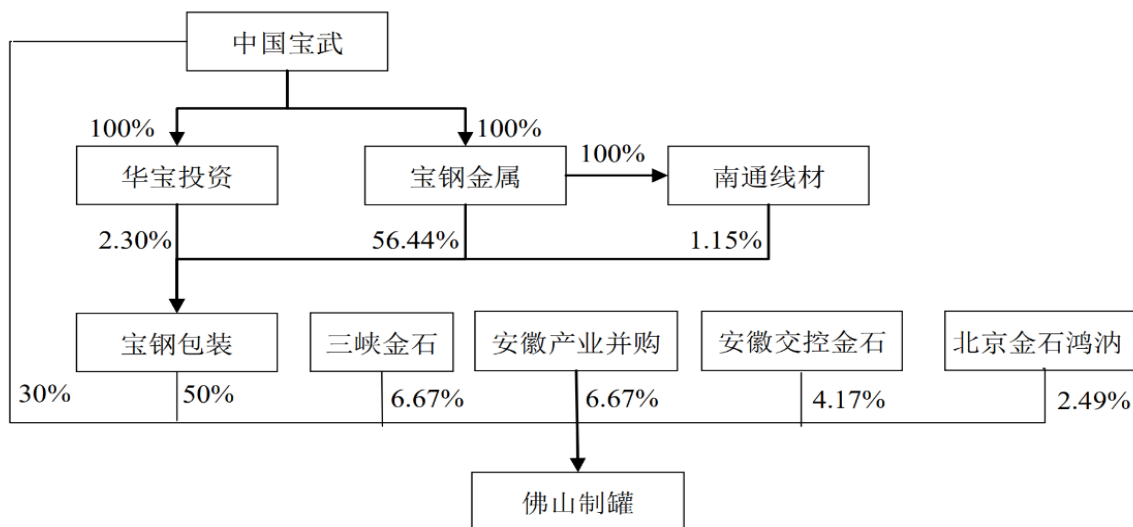 中国宝武
100%
100%
100%
华宝投资
宝钢金属
南通线材
2.30%
56.44%
1.15%
宝钢包装
三峡金石
安徽产业并购
安徽交控金石
北京金石鸿汭
30%
50%
6.67%
6.67%
4.17%
2.49%
佛山制罐